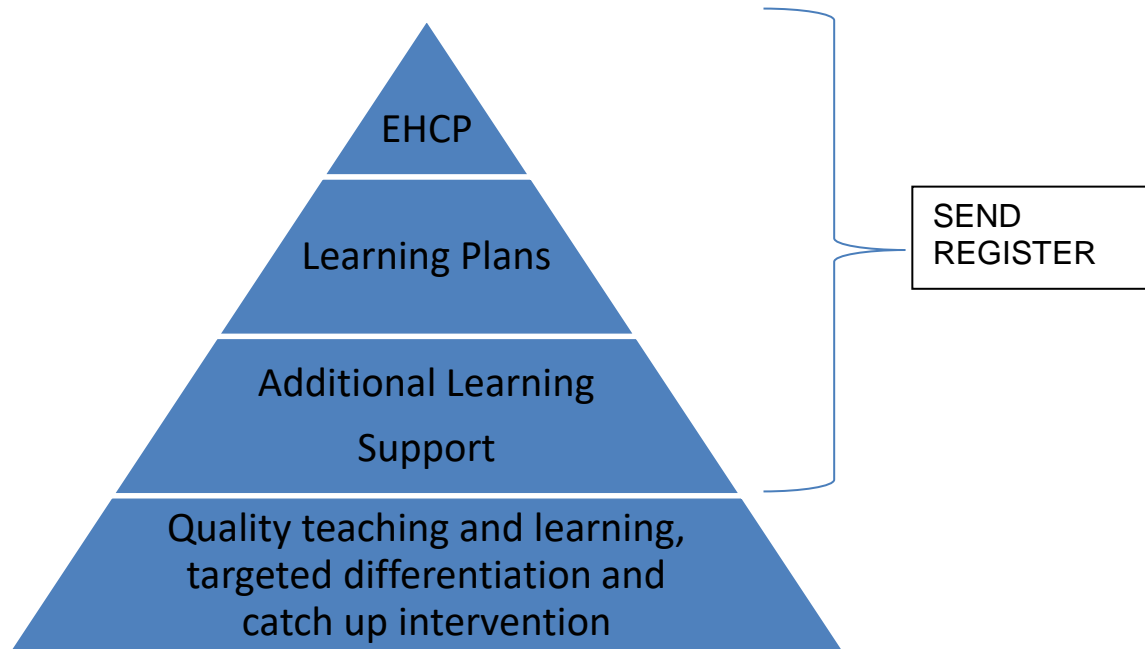 EHCP
Learning Plans
Additional Learning
Support
Quality teaching and learning,
targeted differentiation and
catch up intervention
SEND
REGISTER